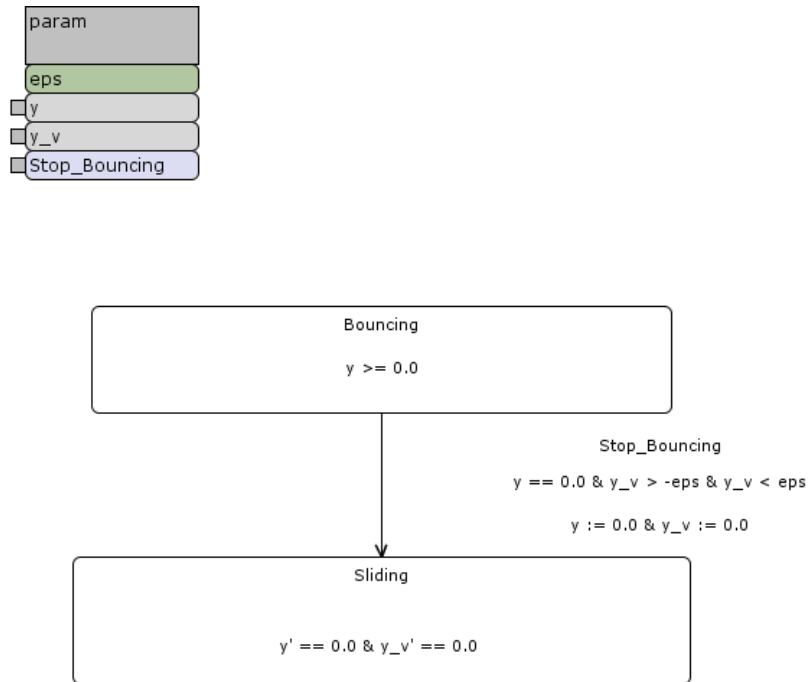 param
eps
y
y_v
Stop_Bouncing
Bouncing
y >= 0.0
Stop_Bouncing
y == 0.0 & y_v > -eps & y_v < eps
y := 0.0 & y_v := 0.0
Sliding
y' == 0.0 & y_v' == 0.0